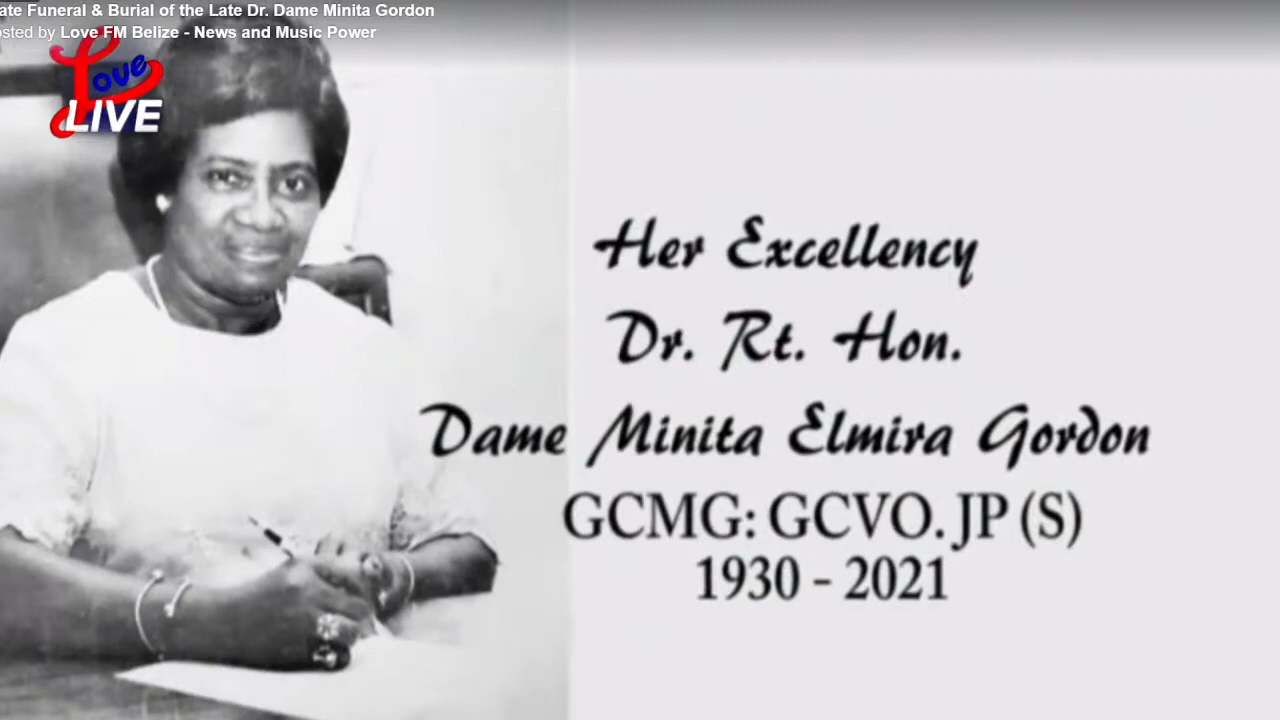 ate Funeral & Burial of the Late Dr. Dame Minita Gordon
osted by Love FM Belize - News and Music Power
Love
LIVE
Her Excellency
Dr. Rt. Hon.
Dame Minita Elmira Gordon
GCMG: GCVO. JP (S)
1930 - 2021